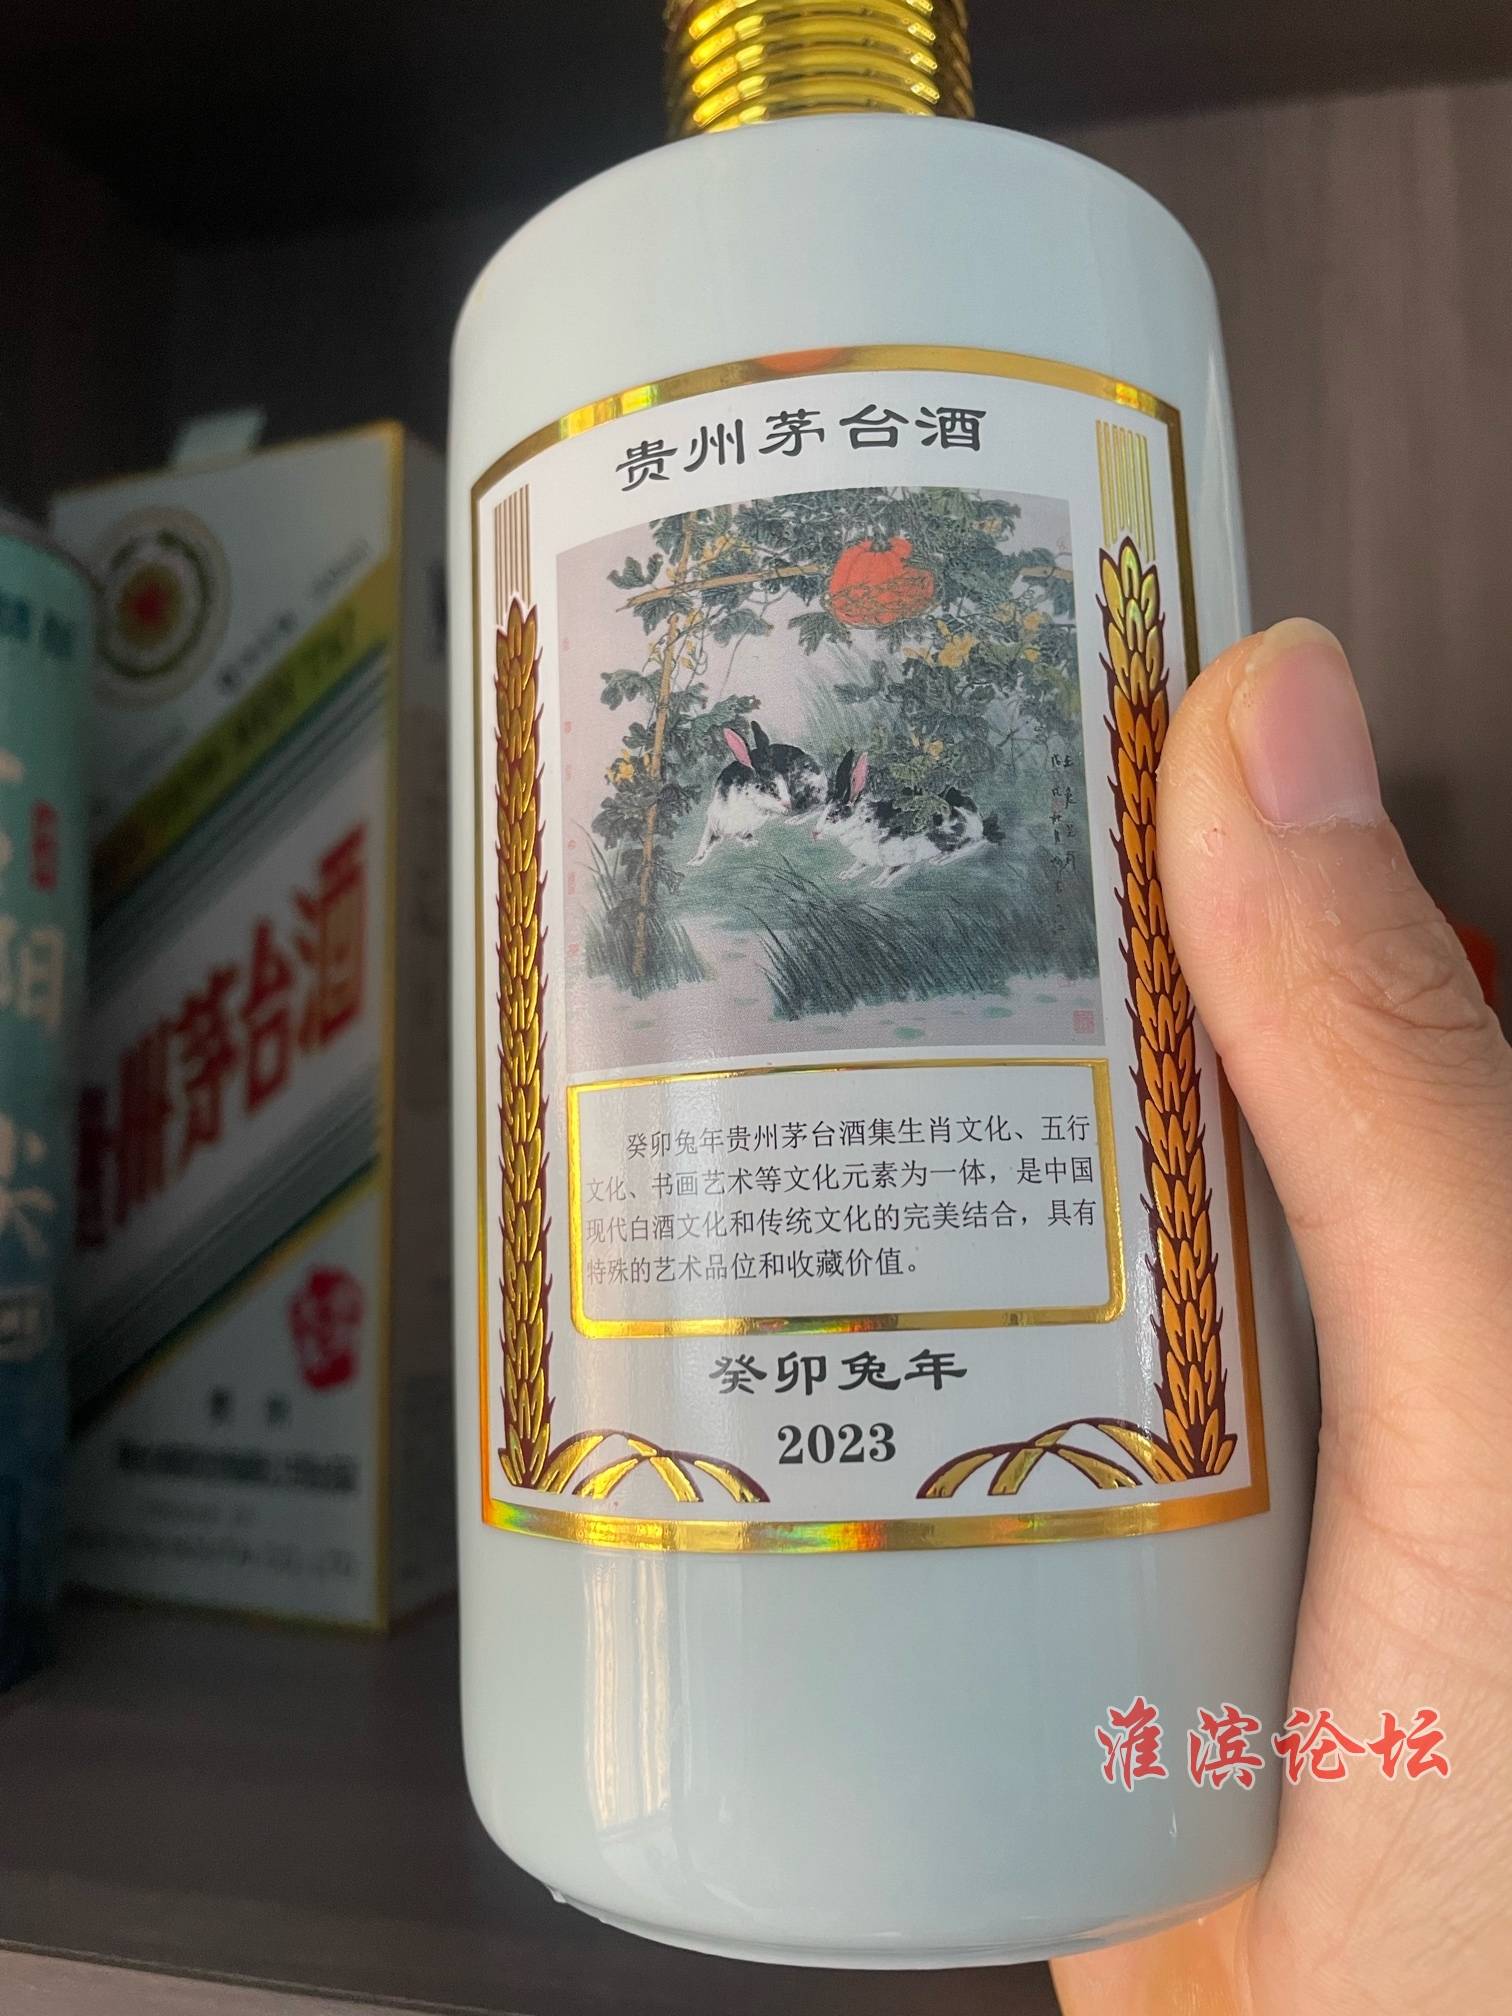 贵州茅台酒
癸卯兔年贵州茅台酒集生肖文化、五行
文化、书画艺术等文化元素为一体，是中国
现代白酒文化和传统文化的完美结合，具有
特殊的艺术品位和收藏价值。
癸卯兔年
2023
州茅台酒
阳
淮滨论坛